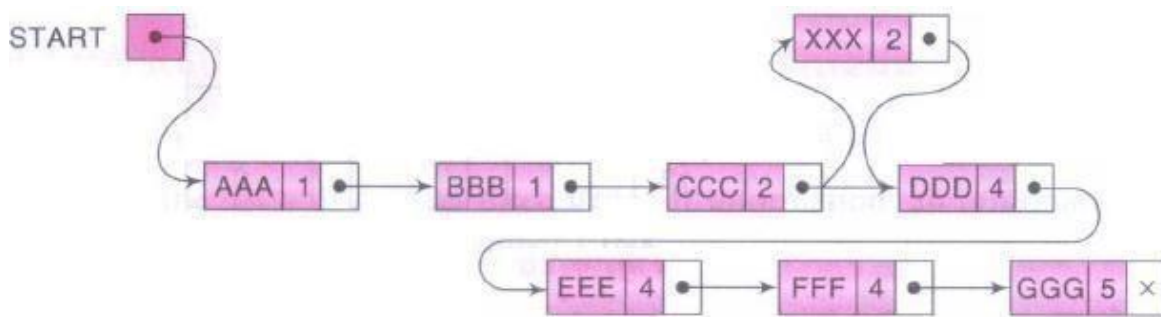 START XXX 2
AAA 1 BBB 1 CCC 2 DDD 4
EEE 4 FFF 4 GGG 5 ×